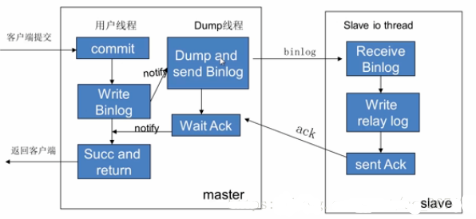 用户线程
Dump线程
Slave io thread
客户端提交
commit
Dump and
send Binlog
binlog
Receive
Binlog
notify
Write
Binlog
Write
relay log
notify
Wait Ack
ack
返回客户端
Succ and
return
sent Ack
master
slave